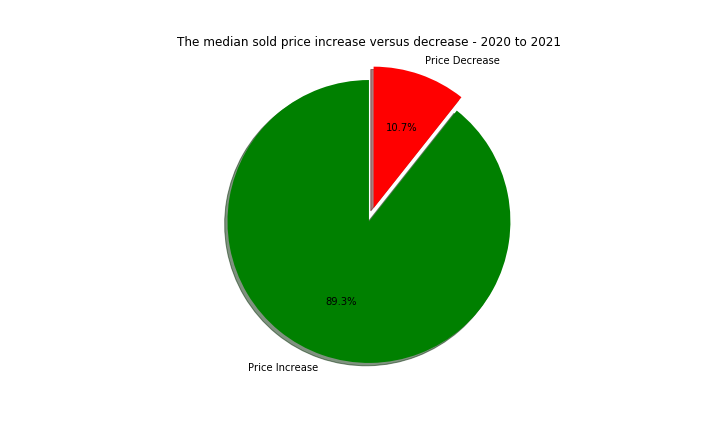 The median sold price increase versus decrease - 2020 to 2021
Price Decrease
10.7%
89.3%
Price Increase